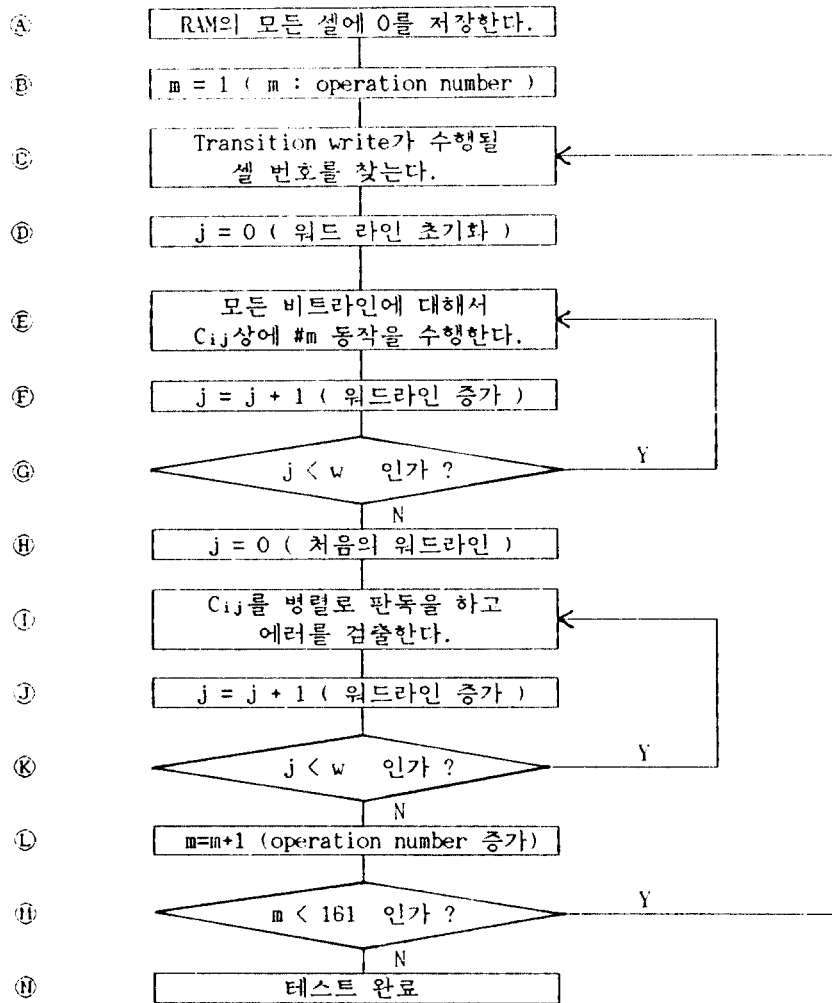 Ⓐ RAM의 모든 셀에 0를 저장한다.
Ⓑ m = 1 ( m : operation number )
Ⓒ Transition write가 수행될
셀 번호를 찾는다.
Ⓓ j = 0 ( 워드 라인 초기화 )
Ⓔ 모든 비트라인에 대해서
Cij상에 #m 동작을 수행한다.
Ⓕ j = j + 1 ( 워드라인 증가 )
Ⓖ j < w 인가 ? Y
N
Ⓗ j = 0 ( 처음의 워드라인 )
Ⓘ Cij를 병렬로 판독을 하고
에러를 검출한다.
Ⓙ j = j + 1 ( 워드라인 증가 )
Ⓚ j < w 인가 ? Y
N
Ⓛ m=m+1 (operation number 증가)
Ⓜ m < 161 인가 ? Y
N
Ⓝ 테스트 완료